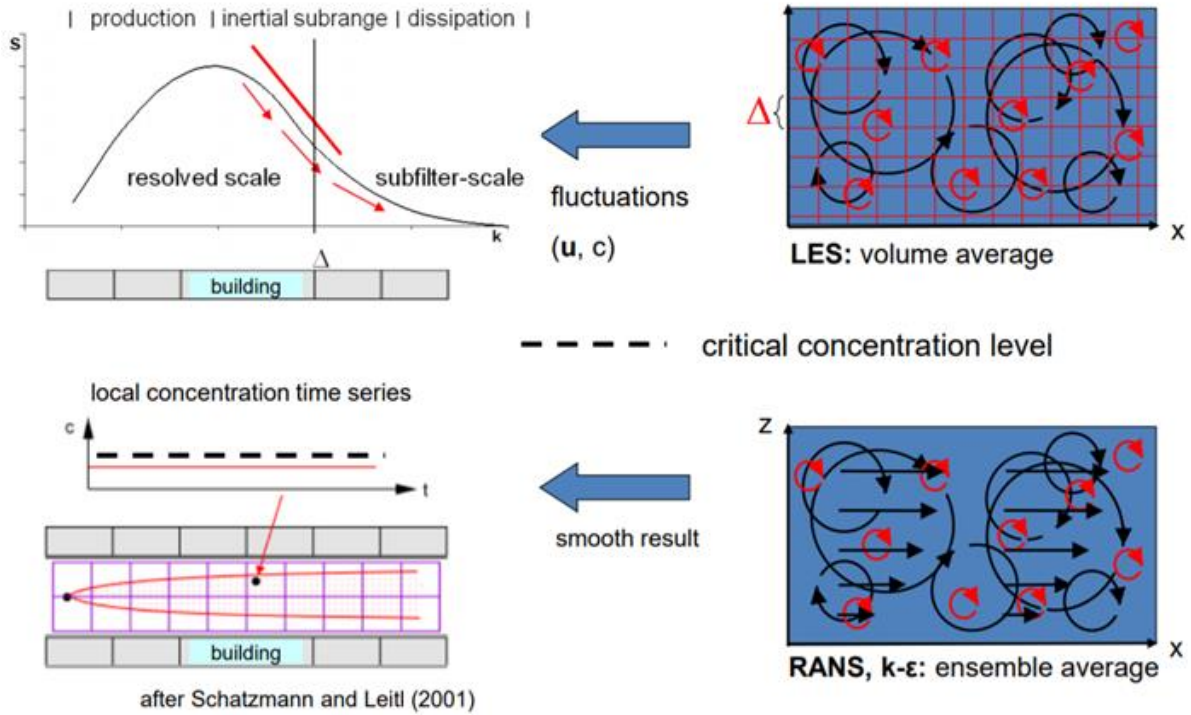 | production | inertial subrange | dissipation |
S
resolved scale
subfilter-scale
k
Δ
building
fluctuations
(u, c)
Δ{
x
LES: volume average
critical concentration level
local concentration time series
c
t
building
after Schatzmann and Leitl (2001)
smooth result
z
x
RANS, k-ε: ensemble average